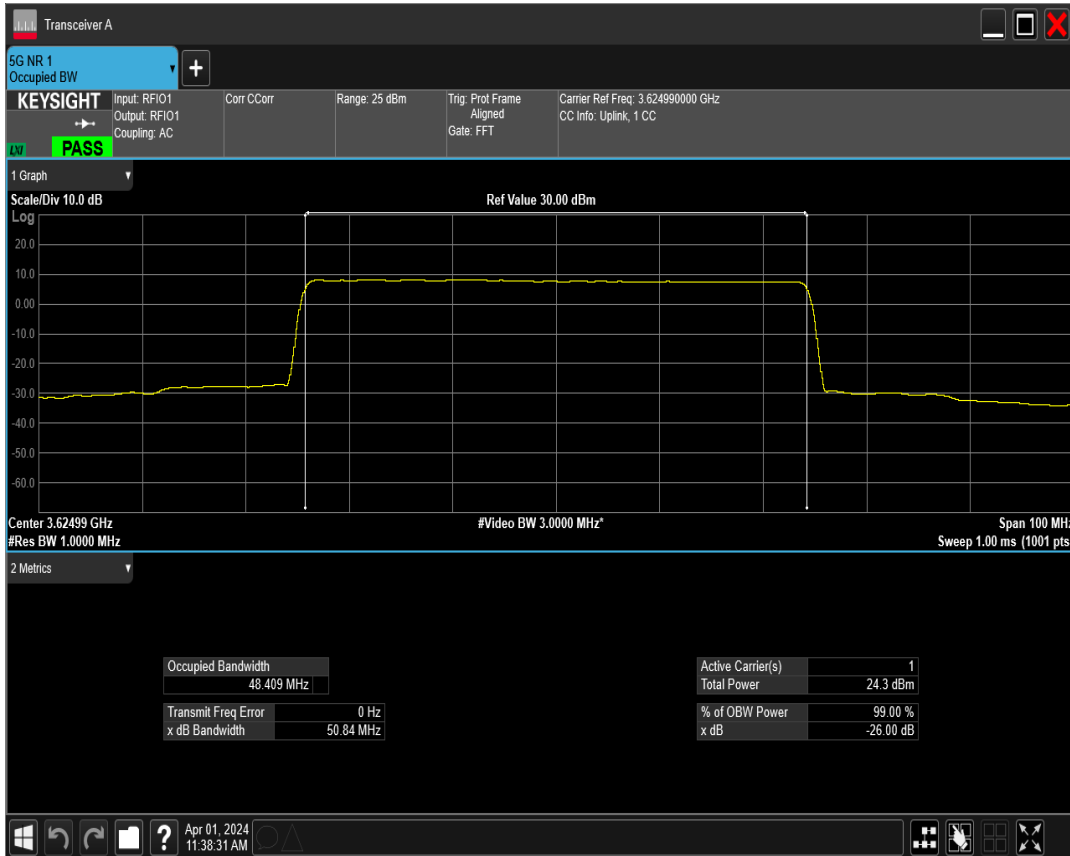 Transceiver A
5G NR 1
Occupied BW
+
KEYSIGHT
LXI
PASS
Input: RFIO1
Output: RFIO1
Coupling: AC
Corr CCorr
Range: 25 dBm
Trig: Prot Frame
Aligned
Gate: FFT
Carrier Ref Freq: 3.624990000 GHz
CC Info: Uplink, 1 CC
1 Graph
Scale/Div 10.0 dB
Ref Value 30.00 dBm
Log
20.0
10.0
0.00
-10.0
-20.0
-30.0
-40.0
-50.0
-60.0
Center 3.62499 GHz
#Video BW 3.0000 MHz*
Span 100 MHz
#Res BW 1.0000 MHz
Sweep 1.00 ms (1001 pts
2 Metrics
Occupied Bandwidth
48.409 MHz
Transmit Freq Error 0 Hz
x dB Bandwidth 50.84 MHz
Active Carrier(s) 1
Total Power 24.3 dBm
% of OBW Power 99.00 %
x dB -26.00 dB
?
Apr 01, 2024
11:38:31 AM